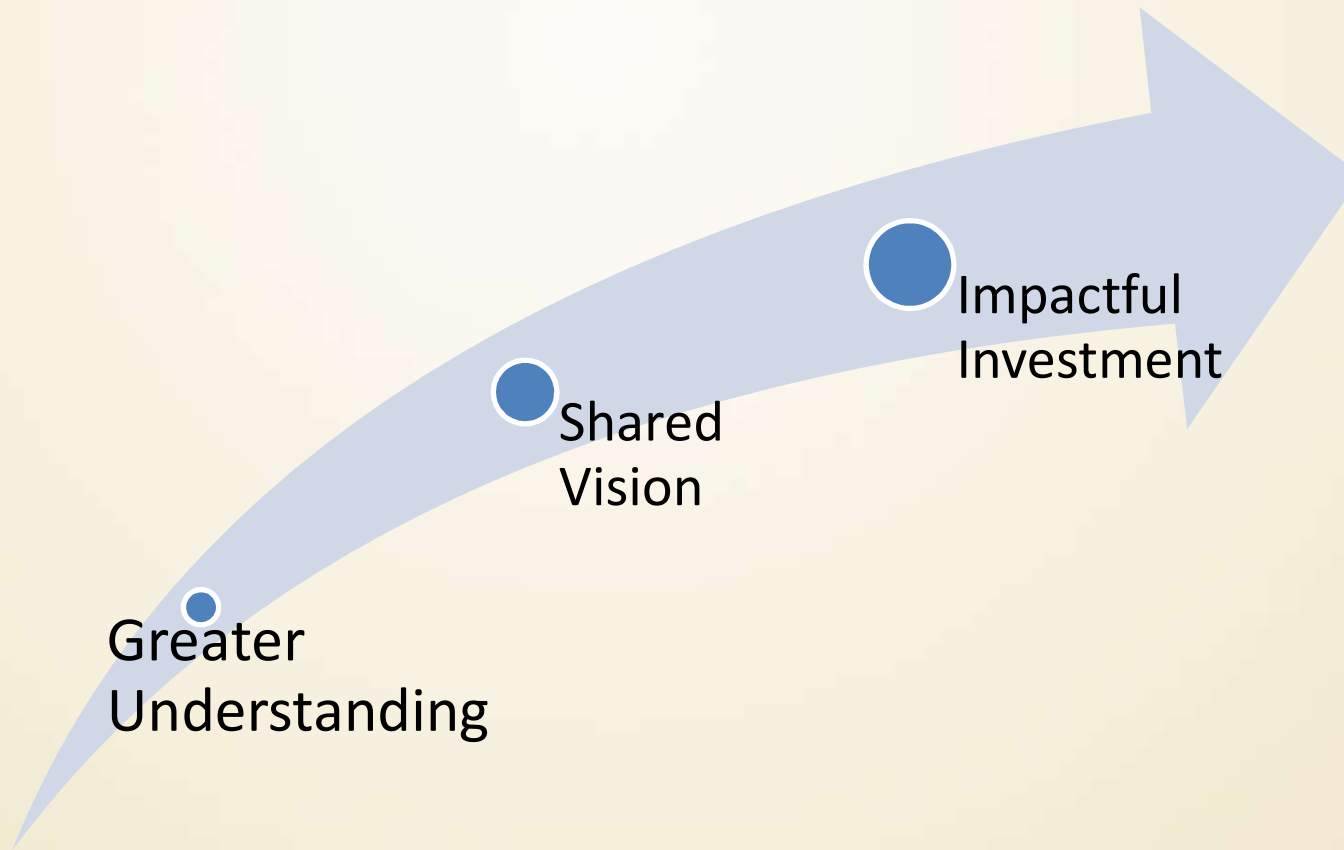 Impactful
Investment
Shared
Vision
Greater
Understanding